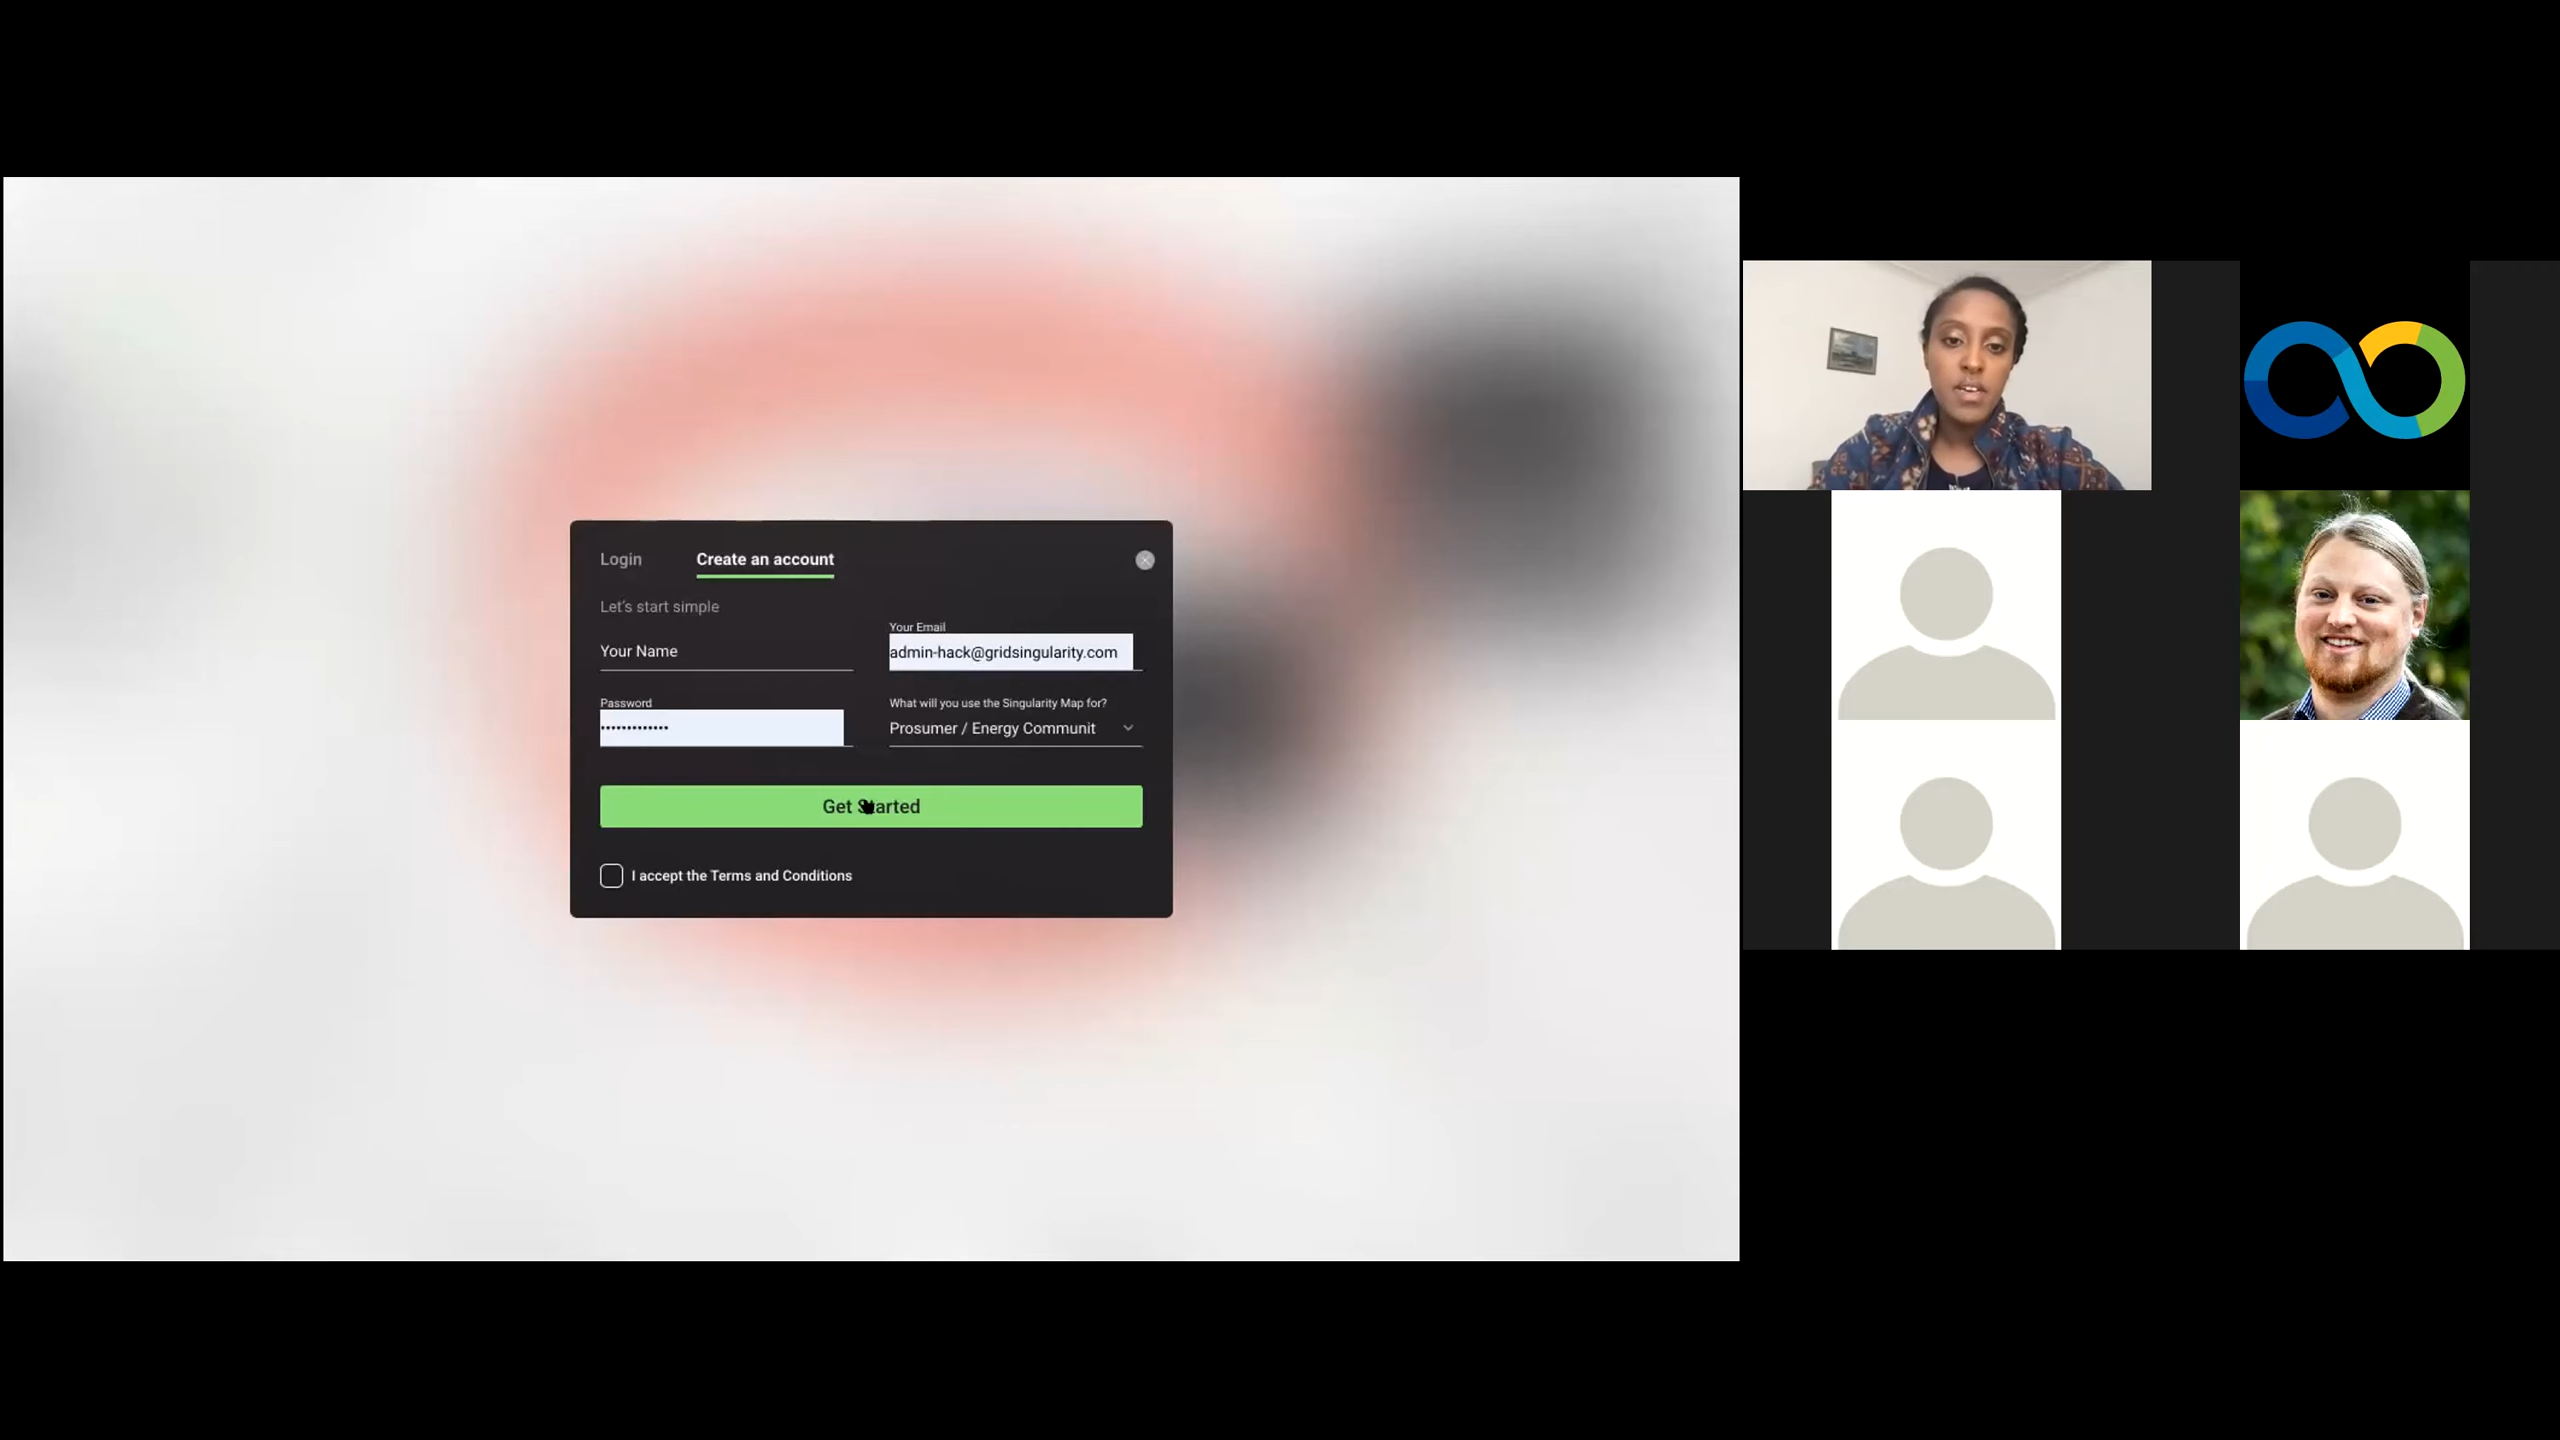 Login Create an account
Let's start simple
Your Name
Your Email
admin-hack@gridsingularity.com
Password
•••••••••••••
What will you use the Singularity Map for?
Prosumer / Energy Communit
Get Started
I accept the Terms and Conditions